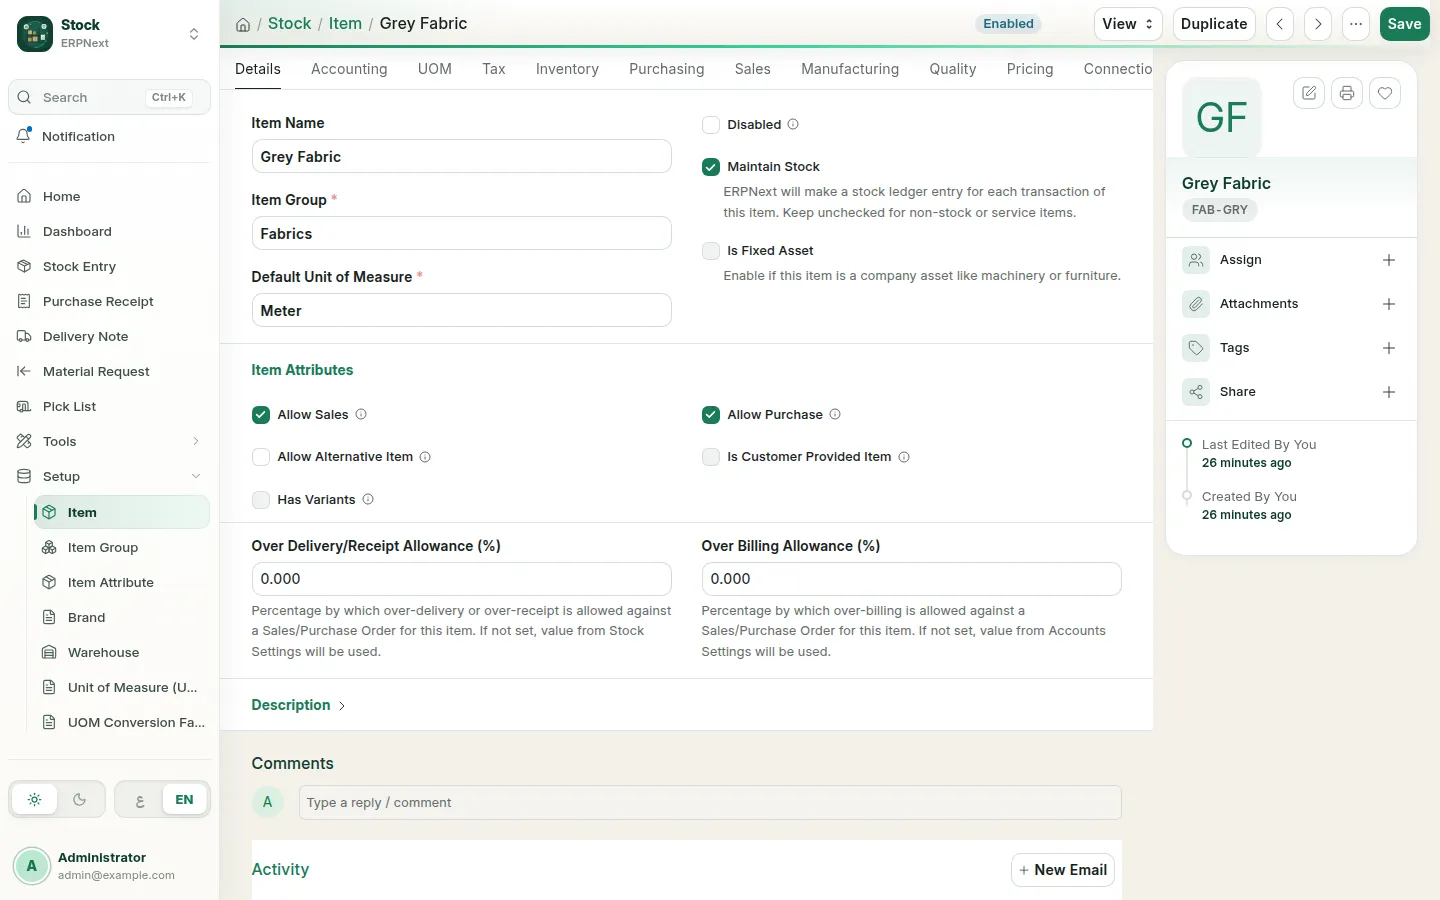 Stock
ERPNext
Search
Ctrl+K
Notification
Home
Dashboard
Stock Entry
Purchase Receipt
Delivery Note
Material Request
Pick List
Tools
Setup
Item
Item Group
Item Attribute
Brand
Warehouse
Unit of Measure (U...
UOM Conversion Fa...
ع
EN
A
Administrator
admin@example.com
/ Stock / Item / Grey Fabric
Enabled
View
Duplicate
Save
Details
Accounting
UOM
Tax
Inventory
Purchasing
Sales
Manufacturing
Quality
Pricing
Connectio
Item Name
Grey Fabric
Item Group *
Fabrics
Default Unit of Measure *
Meter
Disabled
Maintain Stock
ERPNext will make a stock ledger entry for each transaction of
this item. Keep unchecked for non-stock or service items.
Is Fixed Asset
Enable if this item is a company asset like machinery or furniture.
Item Attributes
Allow Sales
Allow Purchase
Allow Alternative Item
Is Customer Provided Item
Has Variants
Over Delivery/Receipt Allowance (%)
0.000
Percentage by which over-delivery or over-receipt is allowed against
a Sales/Purchase Order for this item. If not set, value from Stock
Settings will be used.
Over Billing Allowance (%)
0.000
Percentage by which over-billing is allowed against a
Sales/Purchase Order for this item. If not set, value from Accounts
Settings will be used.
Description
Comments
A
Type a reply / comment
Activity
New Email
GF
Grey Fabric
FAB-GRY
Assign
Attachments
Tags
Share
Last Edited By You
26 minutes ago
Created By You
26 minutes ago